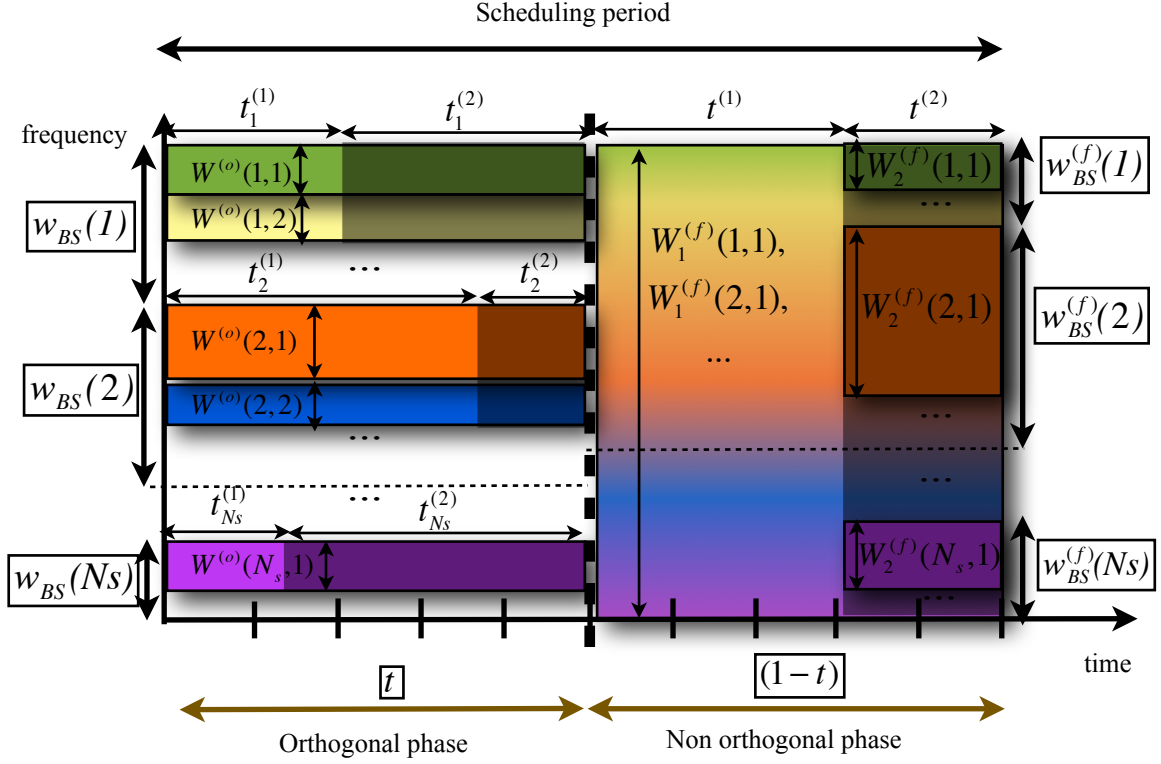 Scheduling period
t_1^{(1)} t_1^{(2)} t^{(1)} t^{(2)}
frequency
W^{(o)}(1,1) W_2^{(f)}(1,1) w_{BS}^{(f)}(1)
...
w_{BS}(1) W^{(o)}(1,2) W_1^{(f)}(1,1),
...
t_2^{(1)} t_2^{(2)}
W_1^{(f)}(2,1), W_2^{(f)}(2,1) w_{BS}^{(f)}(2)
W^{(o)}(2,1)
...
w_{BS}(2) W^{(o)}(2,2)
... ...
...
...
t_{Ns}^{(1)} t_{Ns}^{(2)}
w_{BS}(Ns) W^{(o)}(N_s,1) W_2^{(f)}(N_s,1) w_{BS}^{(f)}(Ns)
...
time
t (1-t)
Orthogonal phase Non orthogonal phase